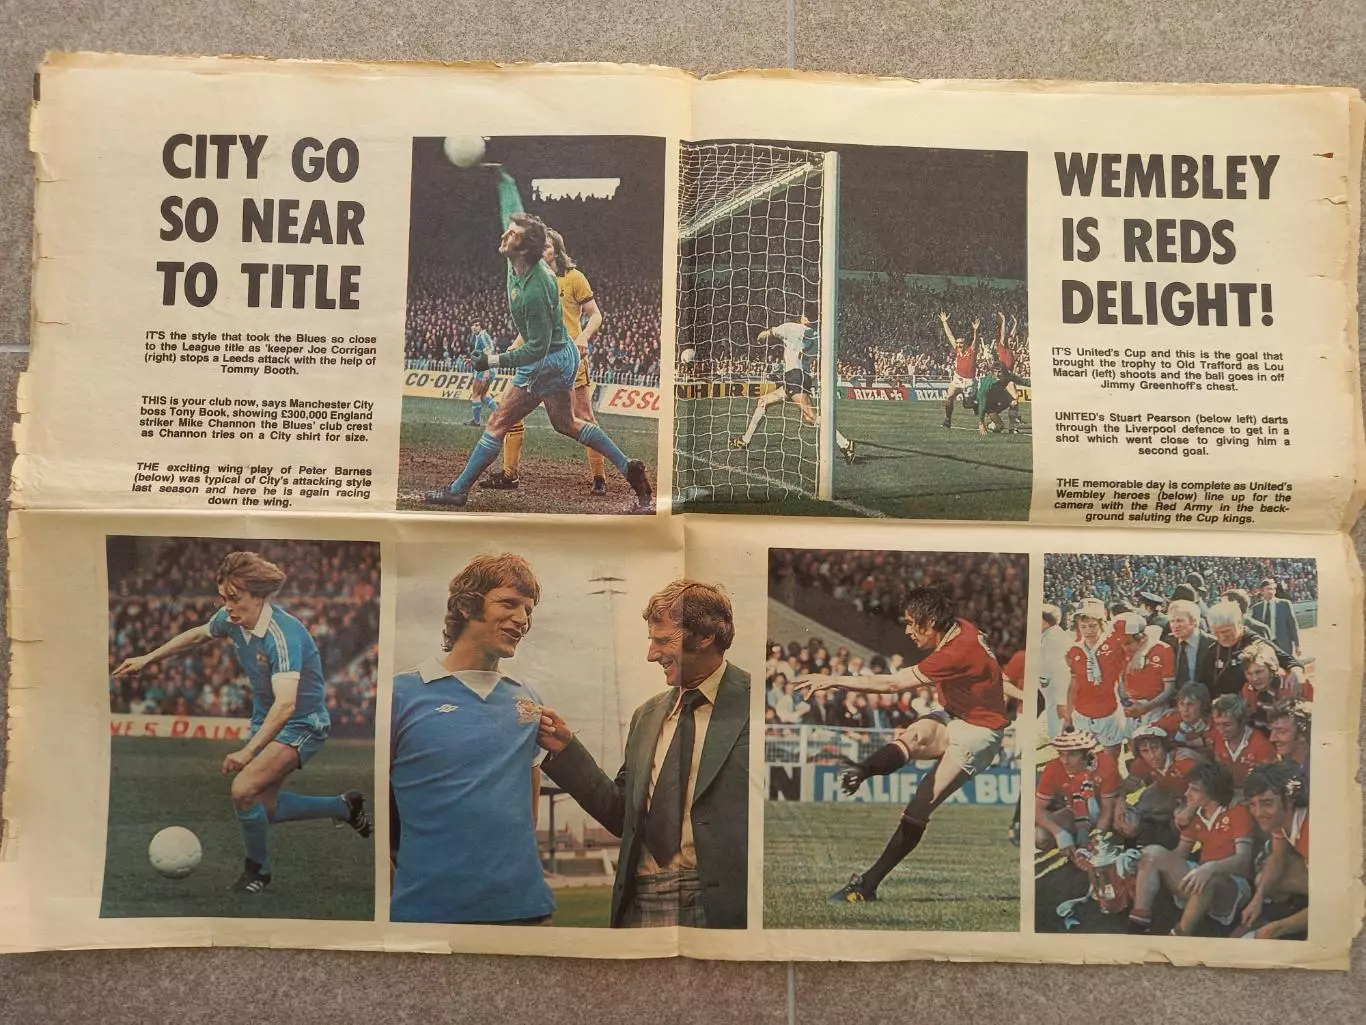 CITY GO
SO NEAR
TO TITLE
IT'S the style that took the Blues so close
to the League title as 'keeper Joe Corrigan
(right) stops a Leeds attack with the help of
Tommy Booth.
THIS is your club now, says Manchester City
boss Tony Book, showing £300,000 England
striker Mike Channon the Blues' club crest
as Channon tries on a City shirt for size.
THE exciting wing play of Peter Barnes
(below) was typical of City's attacking style
last season and here he is again racing
down the wing.
CO-OPERATI
ESSO
HIRE
RIZLA
RIZLA
WEMBLEY
IS REDS
DELIGHT!
IT'S United's Cup and this is the goal that
brought the trophy to Old Trafford as Lou
Macari (left) shoots and the ball goes in off
Jimmy Greenhoff's chest.
UNITED's Stuart Pearson (below left) darts
through the Liverpool defence to get in a
shot which went close to giving him a
second goal.
THE memorable day is complete as United's
Wembley heroes (below) line up for the
camera with the Red Army in the back-
ground saluting the Cup kings.
NES PAIN
HALIFAX BU